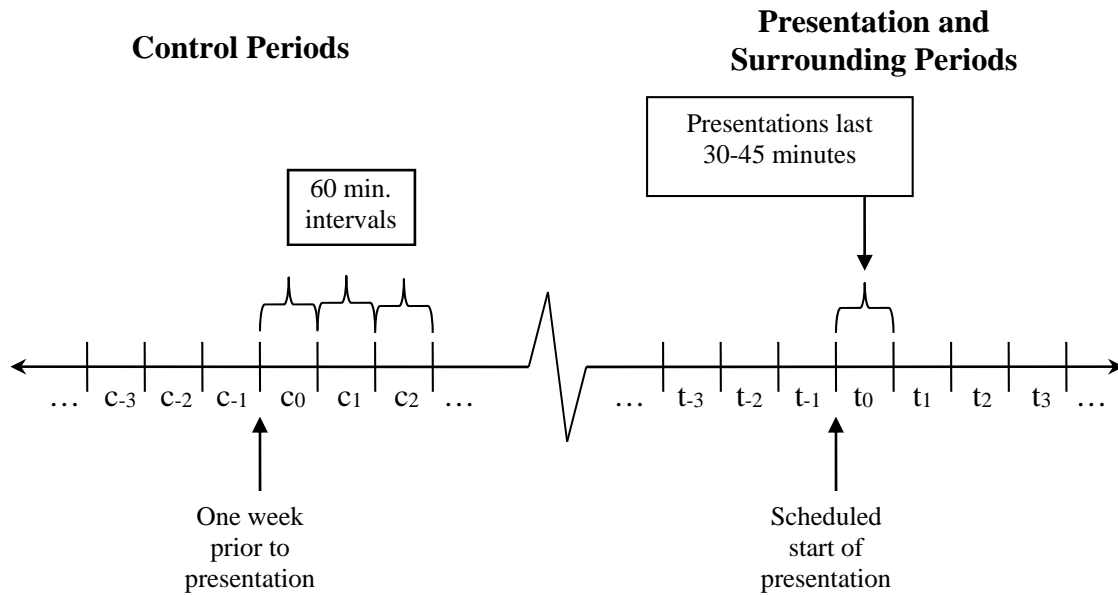 Control Periods
Presentation and
Surrounding Periods
Presentations last
30-45 minutes
60 min.
intervals
… c-3 c-2 c-1 c0 c1 c2 …
… t-3 t-2 t-1 t0 t1 t2 t3 …
One week
prior to
presentation
Scheduled
start of
presentation